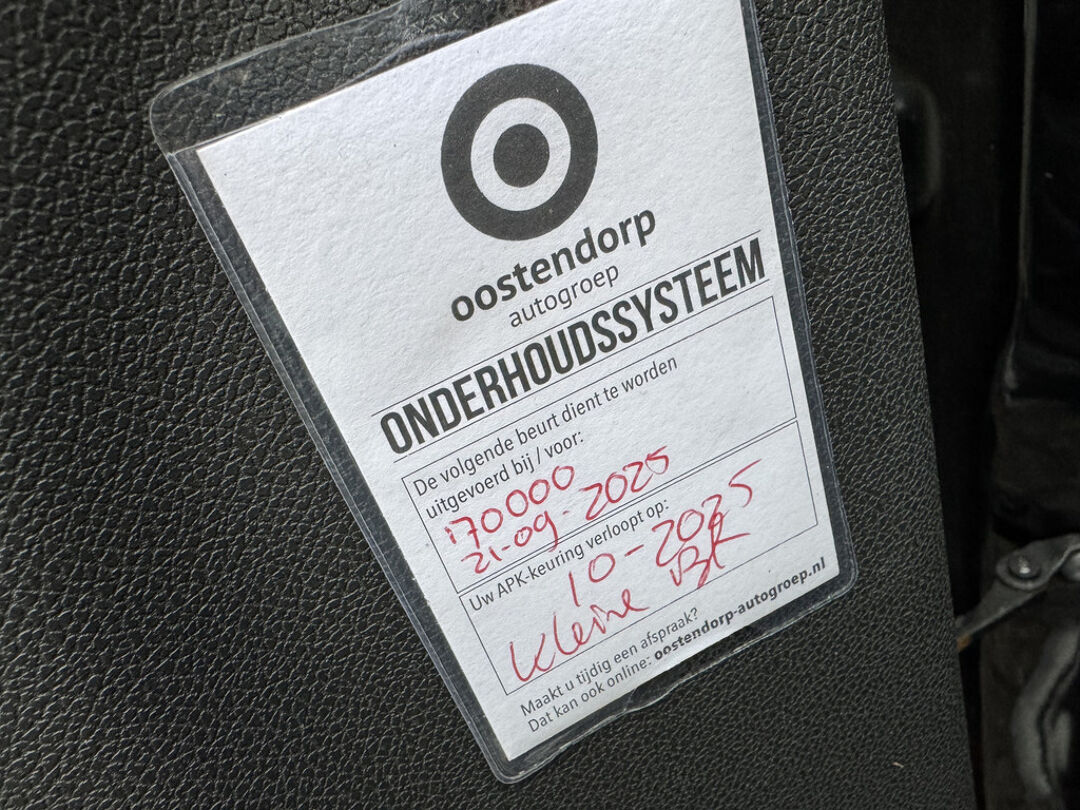 oostendorp
autogroep
ONDERHOUDSSYSTEEM
De volgende beurt dient te worden
uitgevoerd bij / voor:
170000
21-09-2025
Uw APK-keuring verloopt op:
10-2025
kleine BR
Maakt u tijdig een afspraak?
Dat kan ook online: oostendorp-autogroep.nl